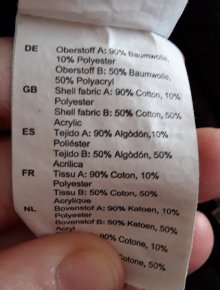 DE Oberstoff A: 90% Baumwolle,
10% Polyester
Oberstoff B: 50% Baumwolle,
50% Polyacryl
GB Shell fabric A: 90% Cotton, 10%
Polyester
Shell fabric B: 50% Cotton, 50%
Acrylic
ES Tejido A: 90% Algòdón, 10%
Poliéster
Tejido B: 50% Algòdón, 50%
Acrilica
FR Tissu A: 90% Coton, 10%
Polyester
Tissu B: 50% Coton, 50%
Acrylique
NL Bovenstof A: 90% Katoen, 10%
Polyester
Bovenstof B: 50% Katoen, 50%
Acryl
90% Cotone, 10%
Cotone, 50%